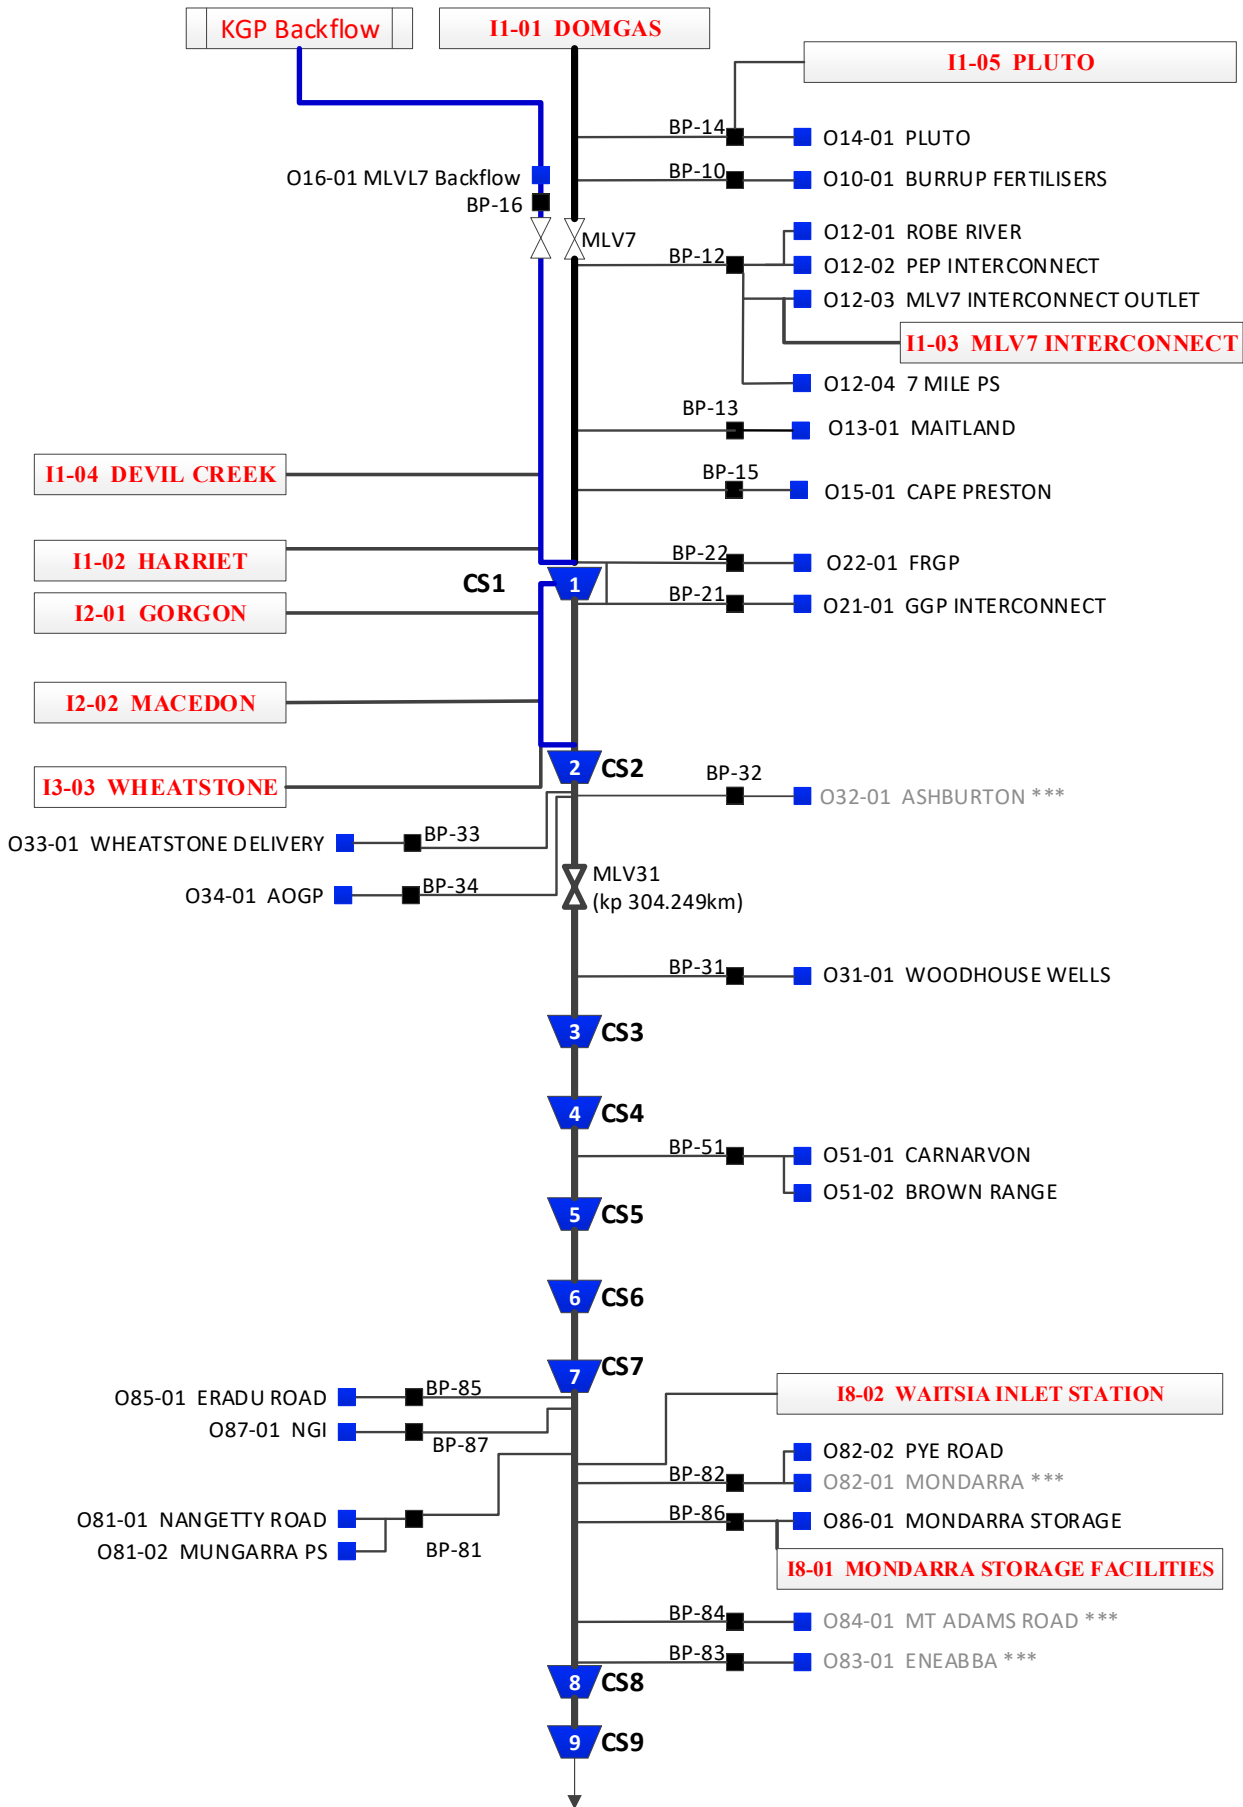 KGP Backflow
I1-01 DOMGAS
I1-05 PLUTO
BP-14
O14-01 PLUTO
BP-10
O10-01 BURRUP FERTILISERS
O16-01 MLVL7 Backflow
BP-16
MLV7
BP-12
O12-01 ROBE RIVER
O12-02 PEP INTERCONNECT
O12-03 MLV7 INTERCONNECT OUTLET
I1-03 MLV7 INTERCONNECT
O12-04 7 MILE PS
BP-13
O13-01 MAITLAND
I1-04 DEVIL CREEK
BP-15
O15-01 CAPE PRESTON
I1-02 HARRIET
BP-22
O22-01 FRGP
CS1
1
I2-01 GORGON
BP-21
O21-01 GGP INTERCONNECT
I2-02 MACEDON
I3-03 WHEATSTONE
2
CS2
BP-32
O32-01 ASHBURTON ***
O33-01 WHEATSTONE DELIVERY
BP-33
O34-01 AOGP
BP-34
MLV31
(kp 304.249km)
BP-31
O31-01 WOODHOUSE WELLS
3
CS3
4
CS4
BP-51
O51-01 CARNARVON
O51-02 BROWN RANGE
5
CS5
6
CS6
7
CS7
O85-01 ERADU ROAD
BP-85
I8-02 WAITSIA INLET STATION
O87-01 NGI
BP-87
O82-02 PYE ROAD
BP-82
O82-01 MONDARRA ***
O81-01 NANGETTY ROAD
O81-02 MUNGARRA PS
BP-81
BP-86
O86-01 MONDARRA STORAGE
I8-01 MONDARRA STORAGE FACILITIES
BP-84
O84-01 MT ADAMS ROAD ***
BP-83
O83-01 ENEABBA ***
8
CS8
9
CS9